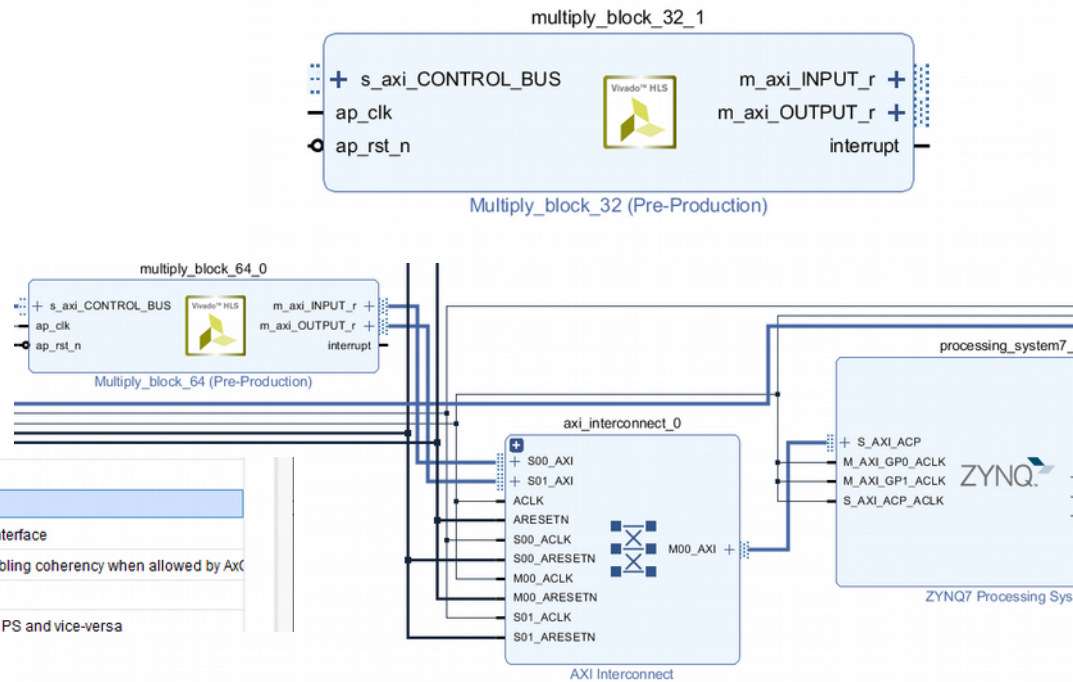 multiply_block_32_1
s_axi_CONTROL_BUS
ap_clk
ap_rst_n
Vivado™ HLS
m_axi_INPUT_r
m_axi_OUTPUT_r
interrupt
Multiply_block_32 (Pre-Production)
multiply_block_64_0
s_axi_CONTROL_BUS
ap_clk
ap_rst_n
Vivado™ HLS
m_axi_INPUT_r
m_axi_OUTPUT_r
interrupt
Multiply_block_64 (Pre-Production)
axi_interconnect_0
S00_AXI
S01_AXI
ACLK
ARESETN
S00_ACLK
S00_ARESETN
M00_ACLK
M00_ARESETN
S01_ACLK
S01_ARESETN
M00_AXI
AXI Interconnect
processing_system7_
S_AXI_ACP
M_AXI_GP0_ACLK
M_AXI_GP1_ACLK
S_AXI_ACP_ACLK
ZYNQ
ZYNQ7 Processing Sys
terface
bling coherency when allowed by AxC
PS and vice-versa